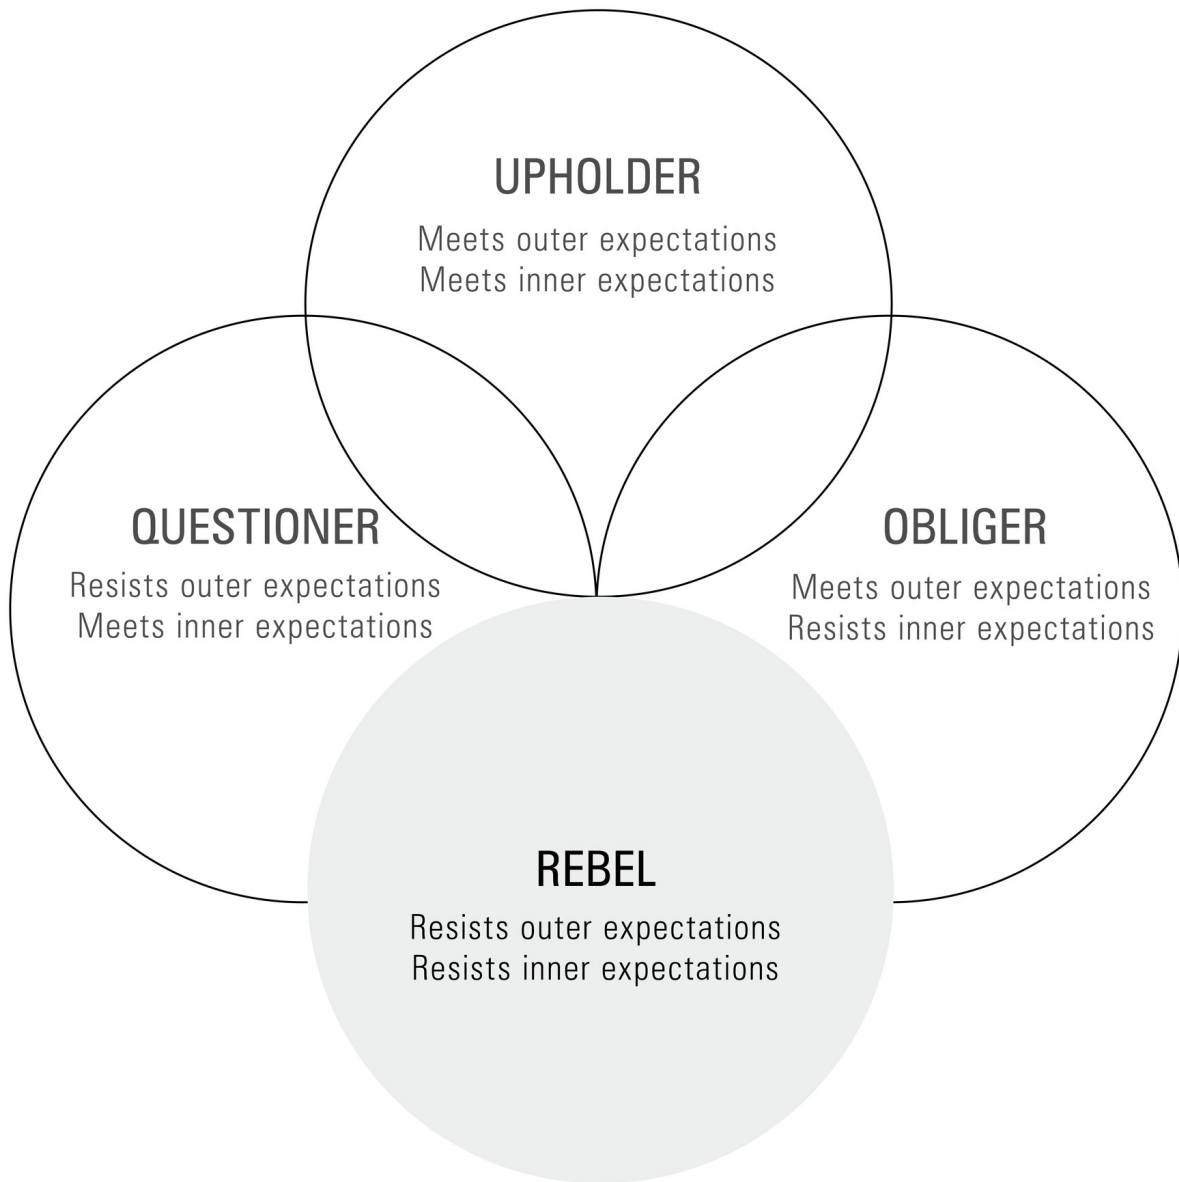 UPHOLDER
Meets outer expectations
Meets inner expectations
QUESTIONER
Resists outer expectations
Meets inner expectations
OBLIGER
Meets outer expectations
Resists inner expectations
REBEL
Resists outer expectations
Resists inner expectations